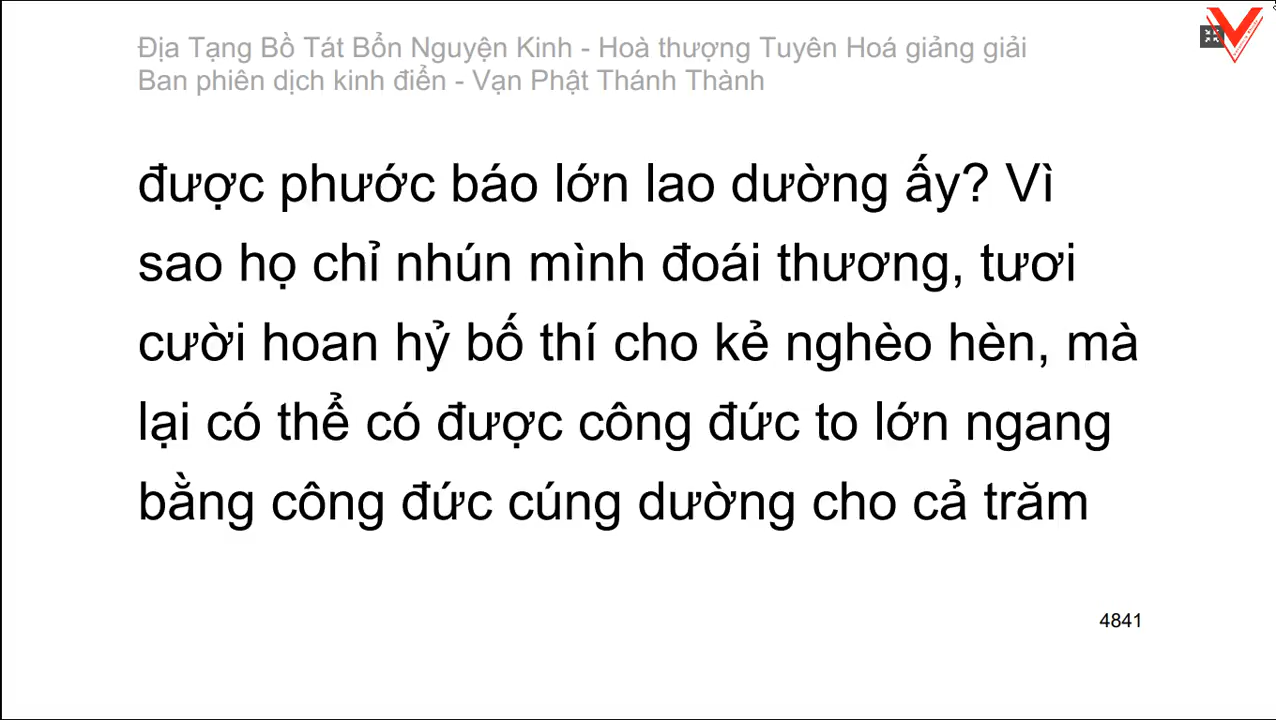 Địa Tạng Bồ Tát Bổn Nguyện Kinh - Hoà thượng Tuyên Hoá giảng giải
Ban phiên dịch kinh điển - Vạn Phật Thánh Thành
được phước báo lớn lao dường ấy? Vì
sao họ chỉ nhún mình đoái thương, tươi
cười hoan hỷ bố thí cho kẻ nghèo hèn, mà
lại có thể có được công đức to lớn ngang
bằng công đức cúng dường cho cả trăm
4841